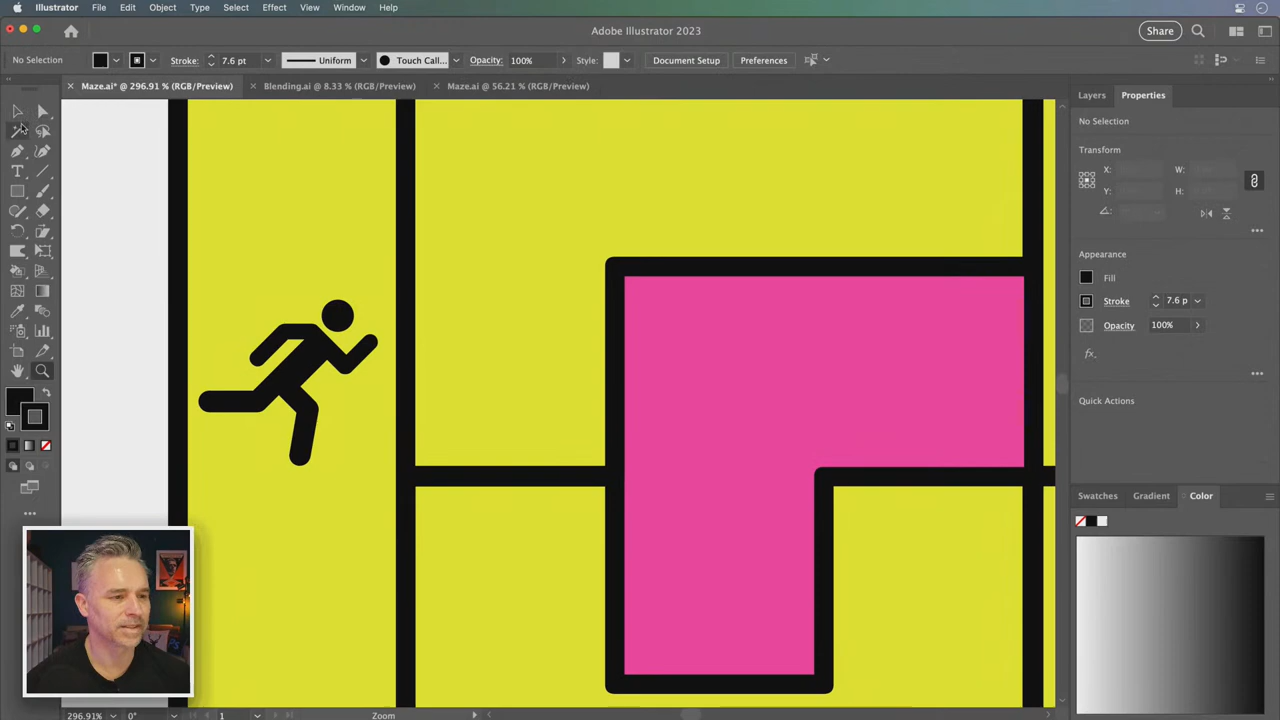 Illustrator File Edit Object Type Select Effect View Window Help
Adobe Illustrator 2023
Share
No Selection
Stroke: 7.6 pt
Uniform
Touch Call...
Opacity: 100%
Style:
Document Setup
Preferences
Maze.ai* @ 296.91 % (RGB/Preview)
Blending.ai @ 8.33 % (RGB/Preview)
Maze.ai @ 56.21 % (RGB/Preview)
Layers
Properties
No Selection
Transform
X:
W:
Y:
H:
Appearance
Fill
Stroke
7.6 p
Opacity
100%
fx.
Quick Actions
Swatches
Gradient
Color
296.91%
0°
1
Zoom